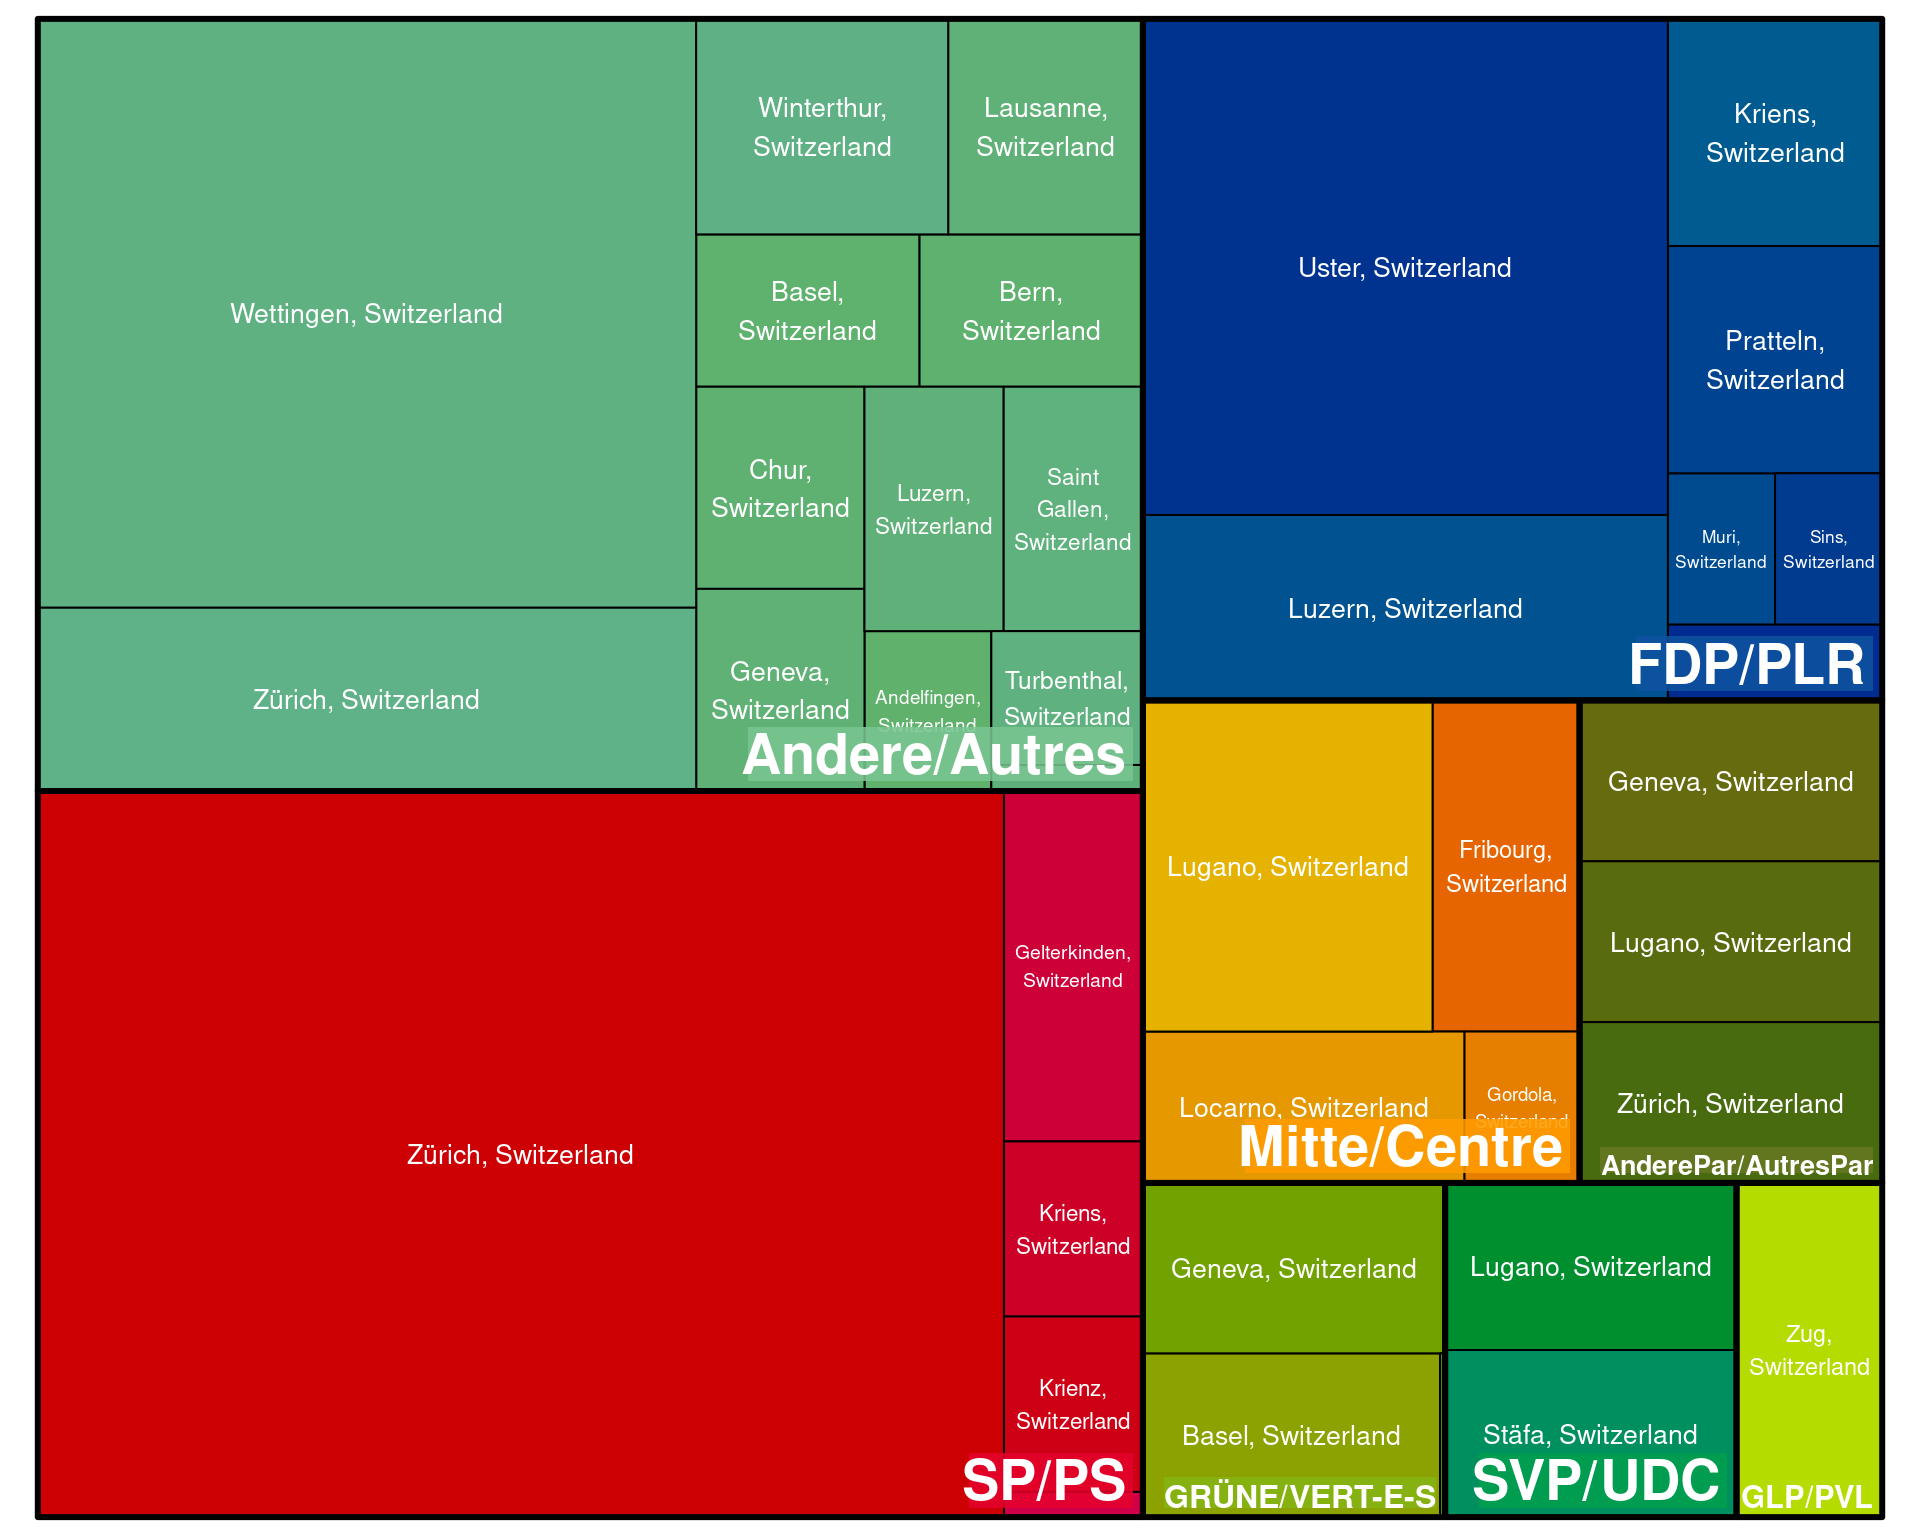 Wettingen, Switzerland
Zürich, Switzerland
Winterthur,
Switzerland
Lausanne,
Switzerland
Basel,
Switzerland
Bern,
Switzerland
Chur,
Switzerland
Luzern,
Switzerland
Saint
Gallen,
Switzerland
Geneva,
Switzerland
Andelfingen,
Switzerland
Turbenthal,
Switzerland
Andere/Autres
Zürich, Switzerland
Gelterkinden,
Switzerland
Kriens,
Switzerland
Krienz,
Switzerland
SP/PS
Uster, Switzerland
Luzern, Switzerland
Kriens,
Switzerland
Pratteln,
Switzerland
Muri,
Switzerland
Sins,
Switzerland
FDP/PLR
Lugano, Switzerland
Fribourg,
Switzerland
Locarno, Switzerland
Gordola,
Switzerland
Mitte/Centre
Geneva, Switzerland
Lugano, Switzerland
Zürich, Switzerland
AnderePar/AutresPar
Geneva, Switzerland
Basel, Switzerland
GRÜNE/VERT-E-S
Lugano, Switzerland
Stäfa, Switzerland
SVP/UDC
Zug,
Switzerland
GLP/PVL